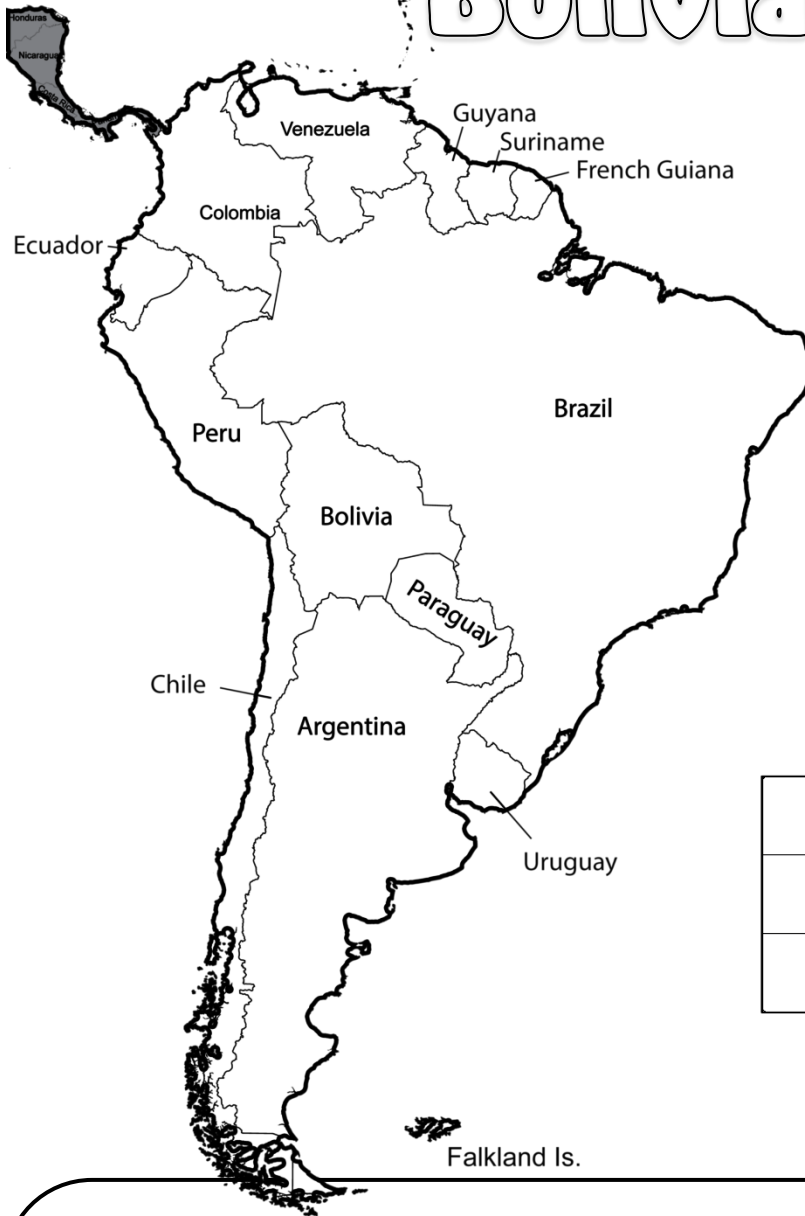 Bolivia
Honduras
Nicaragua
Costa Rica
Venezuela
Guyana
Suriname
French Guiana
Colombia
Ecuador
Brazil
Peru
Bolivia
Paraguay
Chile
Argentina
Uruguay
Falkland Is.